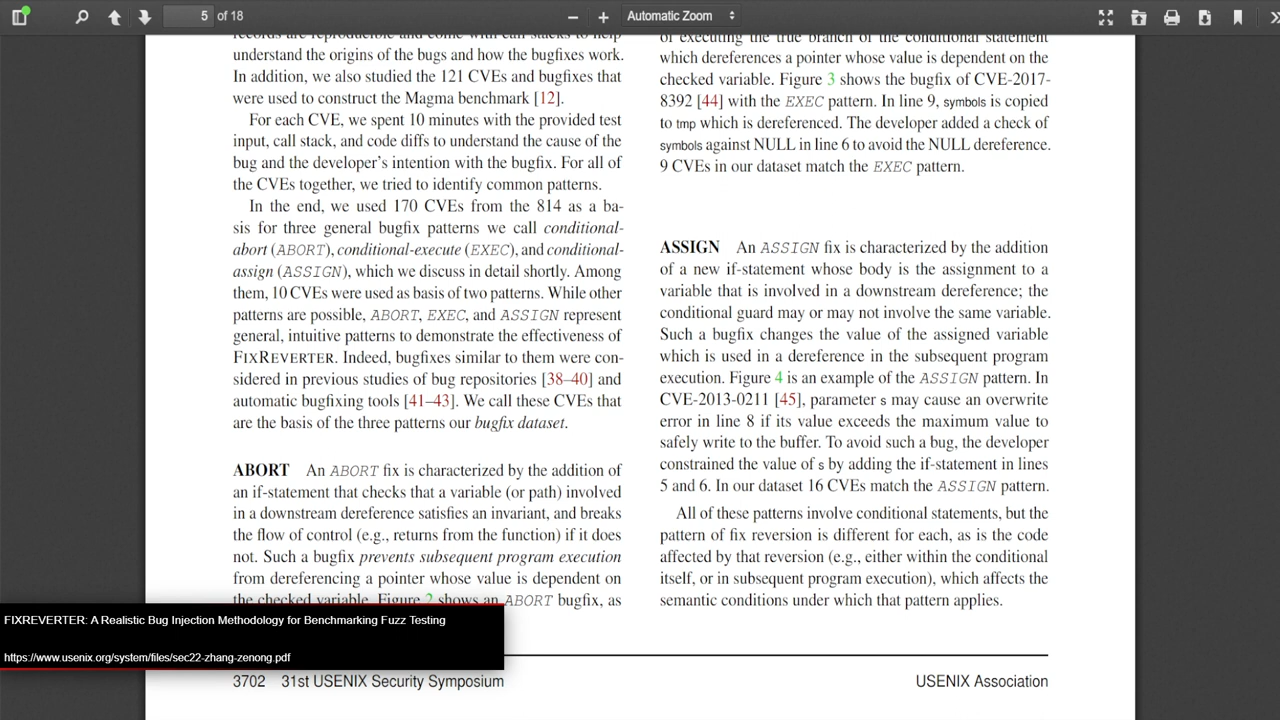 5 of 18
Automatic Zoom
records are reproducible and come with call stacks to help
understand the origins of the bugs and how the bugfixes work.
In addition, we also studied the 121 CVEs and bugfixes that
were used to construct the Magma benchmark [12].
For each CVE, we spent 10 minutes with the provided test
input, call stack, and code diffs to understand the cause of the
bug and the developer's intention with the bugfix. For all of
the CVEs together, we tried to identify common patterns.
In the end, we used 170 CVEs from the 814 as a ba-
sis for three general bugfix patterns we call conditional-
abort (ABORT), conditional-execute (EXEC), and conditional-
assign (ASSIGN), which we discuss in detail shortly. Among
them, 10 CVEs were used as basis of two patterns. While other
patterns are possible, ABORT, EXEC, and ASSIGN represent
general, intuitive patterns to demonstrate the effectiveness of
FIXREVERTER. Indeed, bugfixes similar to them were con-
sidered in previous studies of bug repositories [38–40] and
automatic bugfixing tools [41–43]. We call these CVEs that
are the basis of the three patterns our bugfix dataset.
ABORT An ABORT fix is characterized by the addition of
an if-statement that checks that a variable (or path) involved
in a downstream dereference satisfies an invariant, and breaks
the flow of control (e.g., returns from the function) if it does
not. Such a bugfix prevents subsequent program execution
from dereferencing a pointer whose value is dependent on
the checked variable. Figure 2 shows an ABORT bugfix, as
of executing the true branch of the conditional statement
which dereferences a pointer whose value is dependent on the
checked variable. Figure 3 shows the bugfix of CVE-2017-
8392 [44] with the EXEC pattern. In line 9, symbols is copied
to tmp which is dereferenced. The developer added a check of
symbols against NULL in line 6 to avoid the NULL dereference.
9 CVEs in our dataset match the EXEC pattern.
ASSIGN An ASSIGN fix is characterized by the addition
of a new if-statement whose body is the assignment to a
variable that is involved in a downstream dereference; the
conditional guard may or may not involve the same variable.
Such a bugfix changes the value of the assigned variable
which is used in a dereference in the subsequent program
execution. Figure 4 is an example of the ASSIGN pattern. In
CVE-2013-0211 [45], parameter s may cause an overwrite
error in line 8 if its value exceeds the maximum value to
safely write to the buffer. To avoid such a bug, the developer
constrained the value of s by adding the if-statement in lines
5 and 6. In our dataset 16 CVEs match the ASSIGN pattern.
All of these patterns involve conditional statements, but the
pattern of fix reversion is different for each, as is the code
affected by that reversion (e.g., either within the conditional
itself, or in subsequent program execution), which affects the
semantic conditions under which that pattern applies.
FIXREVERTER: A Realistic Bug Injection Methodology for Benchmarking Fuzz Testing
https://www.usenix.org/system/files/sec22-zhang-zenong.pdf
3702 31st USENIX Security Symposium
USENIX Association